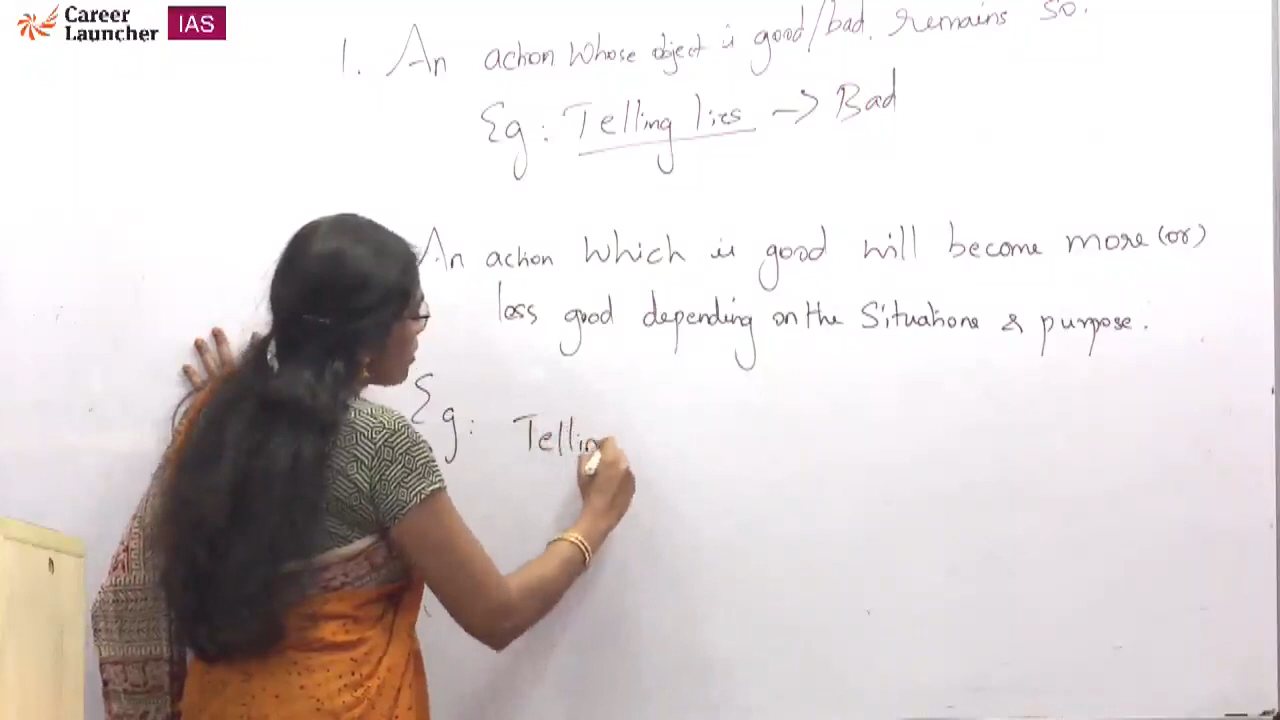 Career
Launcher IAS
1. An action whose object is good/bad, remains so.
Eg: Telling lies -> Bad
An action which is good will become more (or)
less good depending on the situations & purpose.
Eg: Tellin